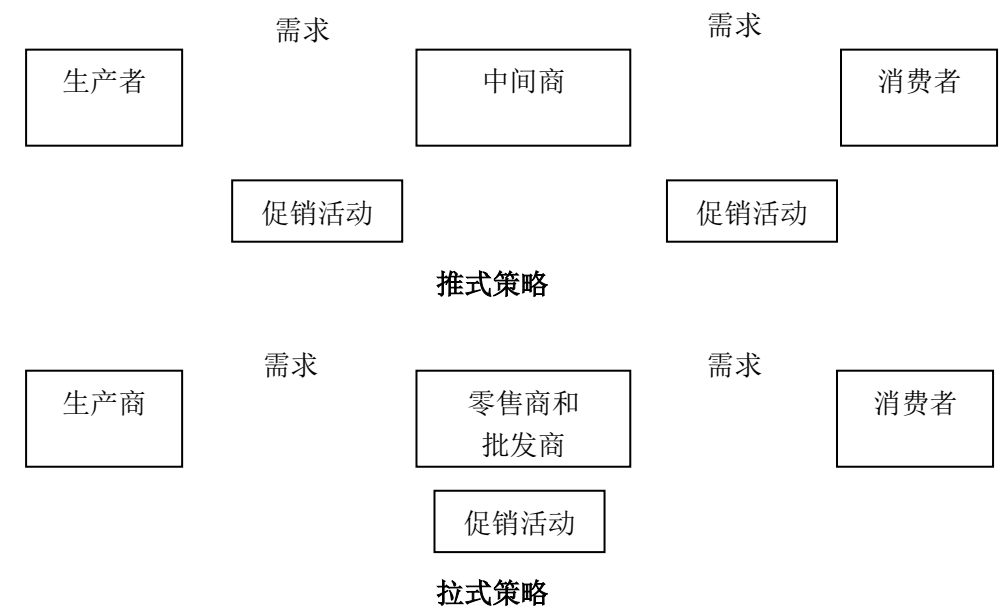 需求 需求
生产者 中间商 消费者
促销活动 促销活动
推式策略
需求 需求
生产商 零售商和 消费者
批发商
促销活动
拉式策略